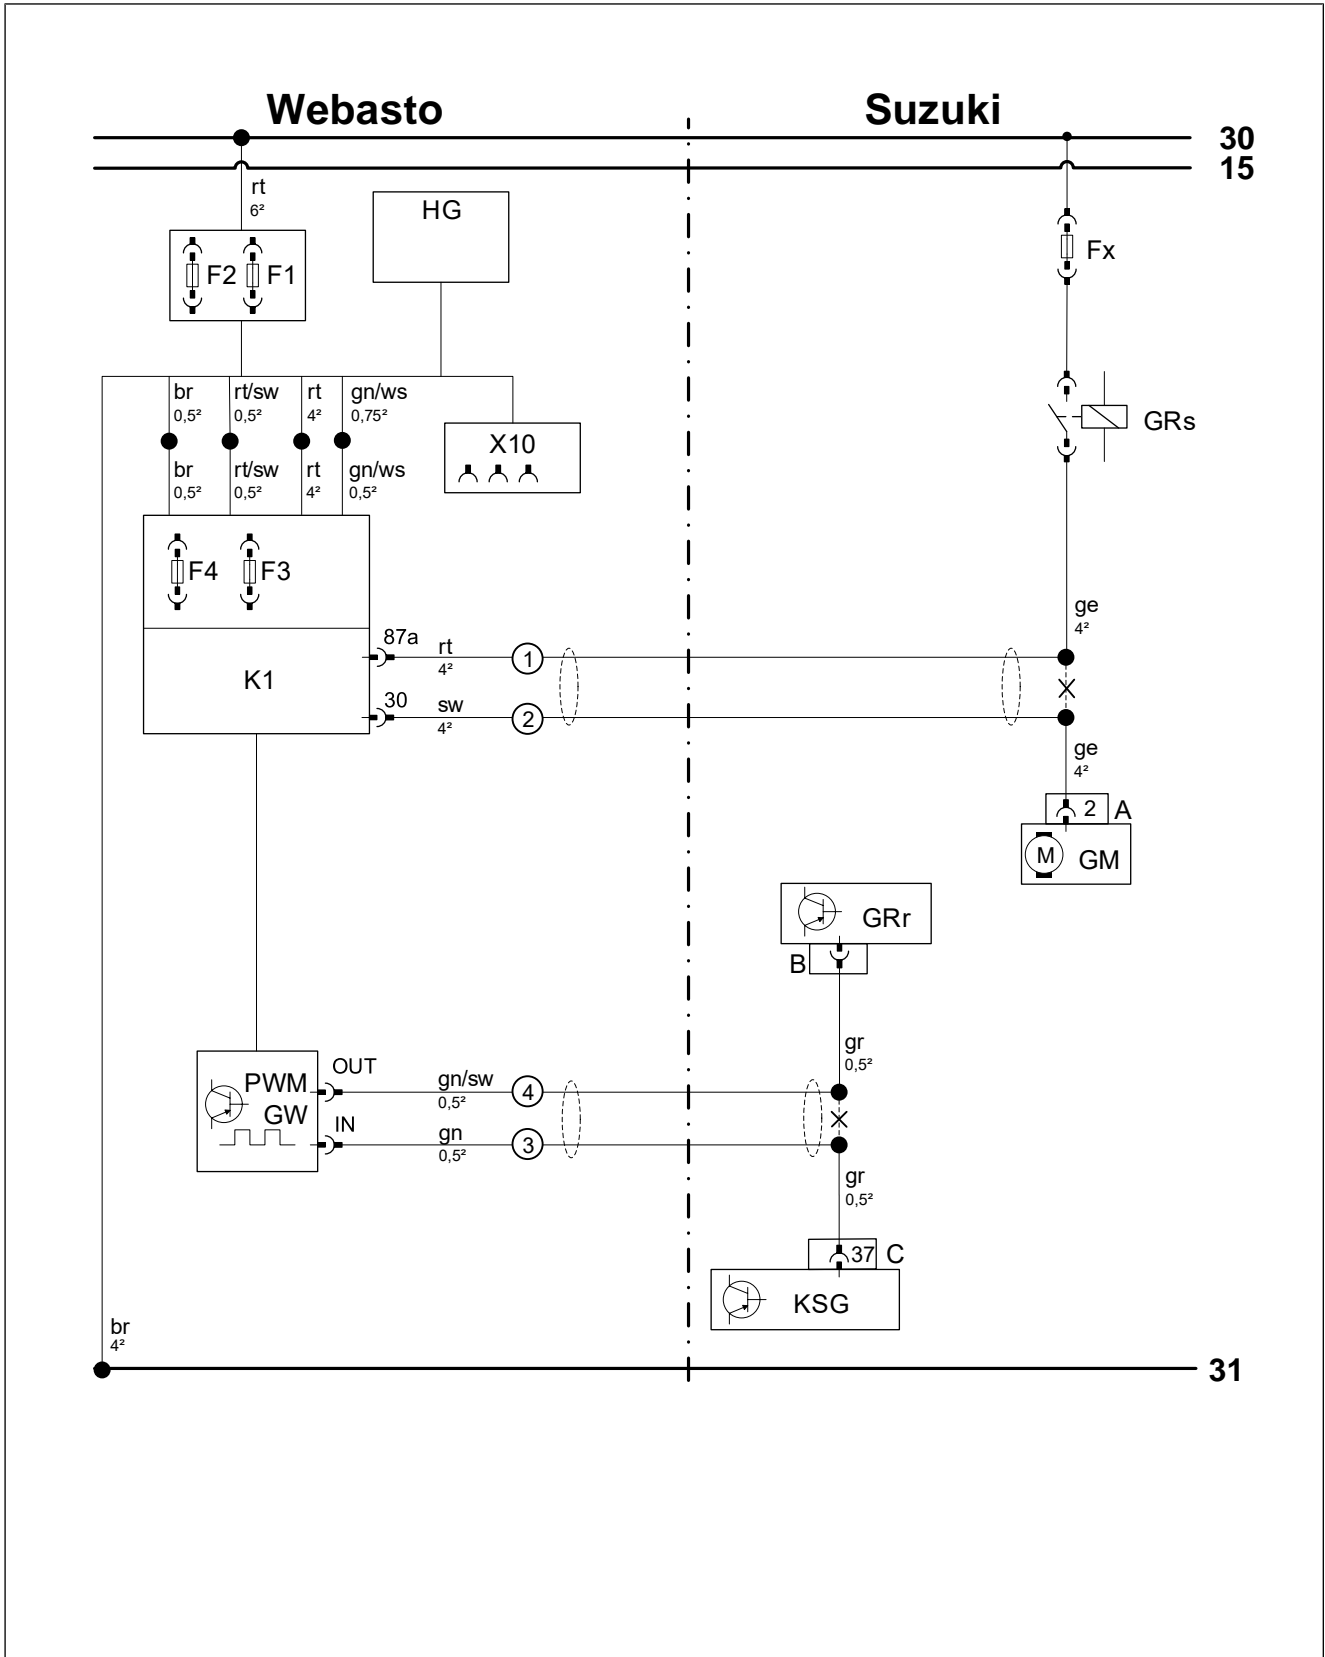 Webasto
Suzuki
30
15
rt
6²
HG
F2
F1
Fx
br
0,5²
rt/sw
0,5²
rt
4²
gn/ws
0,75²
GRs
X10
br
0,5²
rt/sw
0,5²
rt
4²
gn/ws
0,5²
F4
F3
ge
4²
87a
rt
4²
1
K1
30
sw
4²
2
ge
4²
2
A
M
GM
GRr
B
gr
0,5²
OUT
PWM
GW
gn/sw
0,5²
4
IN
gn
0,5²
3
gr
0,5²
37
C
KSG
br
4²
31